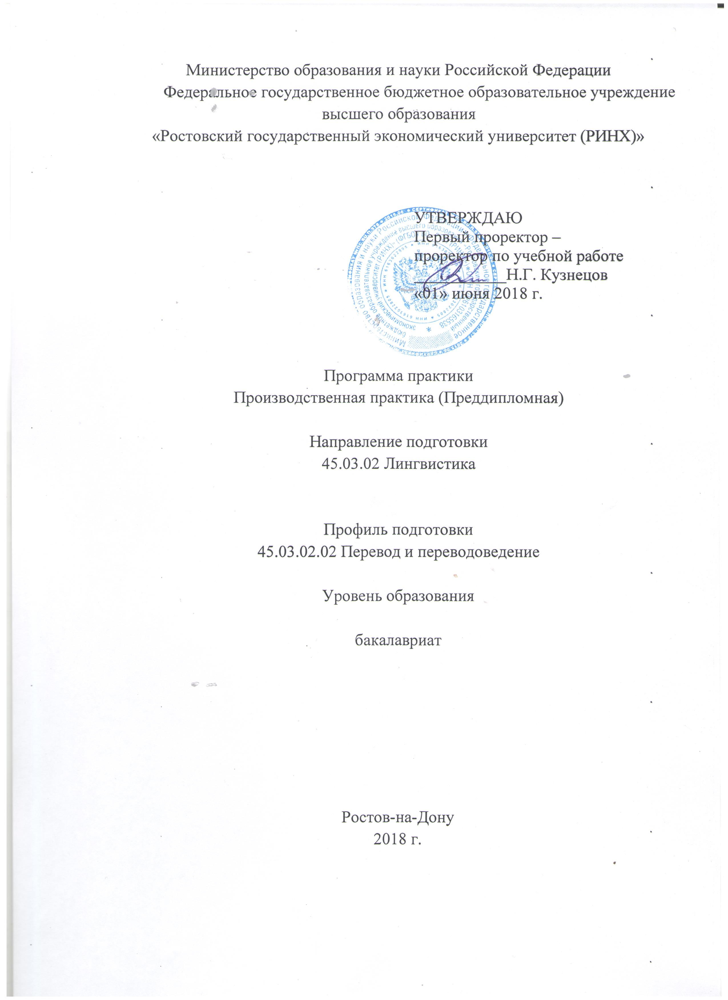 Министерство образования и науки Российской Федерации
Федеральное государственное бюджетное образовательное учреждение
высшего образования
«Ростовский государственный экономический университет (РИНХ)»
УТВЕРЖДАЮ
Первый проректор –
проректор по учебной работе
Н.Г. Кузнецов
«01» июня 2018 г.
Программа практики
Производственная практика (Преддипломная)
Направление подготовки
45.03.02 Лингвистика
Профиль подготовки
45.03.02.02 Перевод и переводоведение
Уровень образования
бакалавриат
Ростов-на-Дону
2018 г.